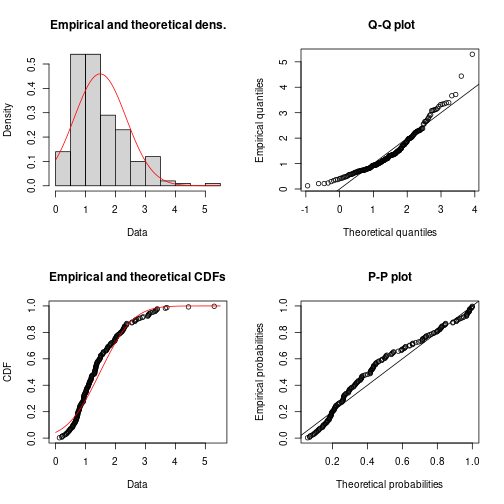 Empirical and theoretical dens.
Density
0.0 0.1 0.2 0.3 0.4 0.5
0 1 2 3 4 5
Data
Q-Q plot
Empirical quantiles
0 1 2 3 4 5
-1 0 1 2 3 4
Theoretical quantiles
Empirical and theoretical CDFs
CDF
0.0 0.2 0.4 0.6 0.8 1.0
0 1 2 3 4 5
Data
P-P plot
Empirical probabilities
0.0 0.2 0.4 0.6 0.8 1.0
0.2 0.4 0.6 0.8 1.0
Theoretical probabilities